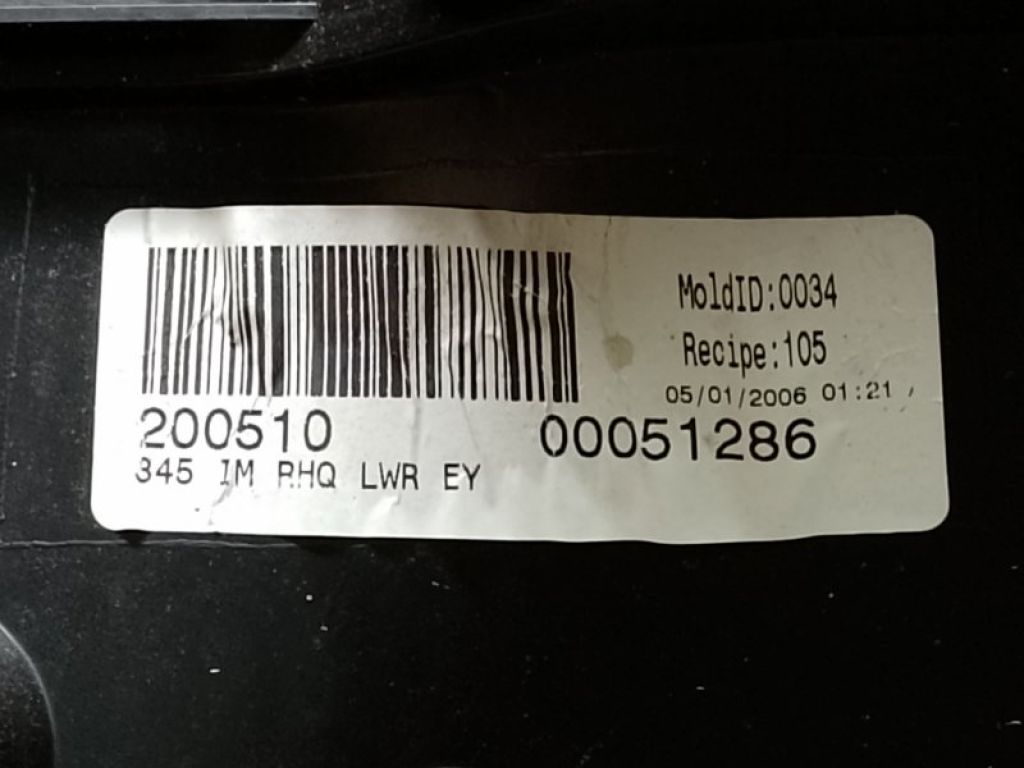 MoldID:0034
Recipe:105
05/01/2006 01:21
200510 00051286
345 IM RHQ LWR EY